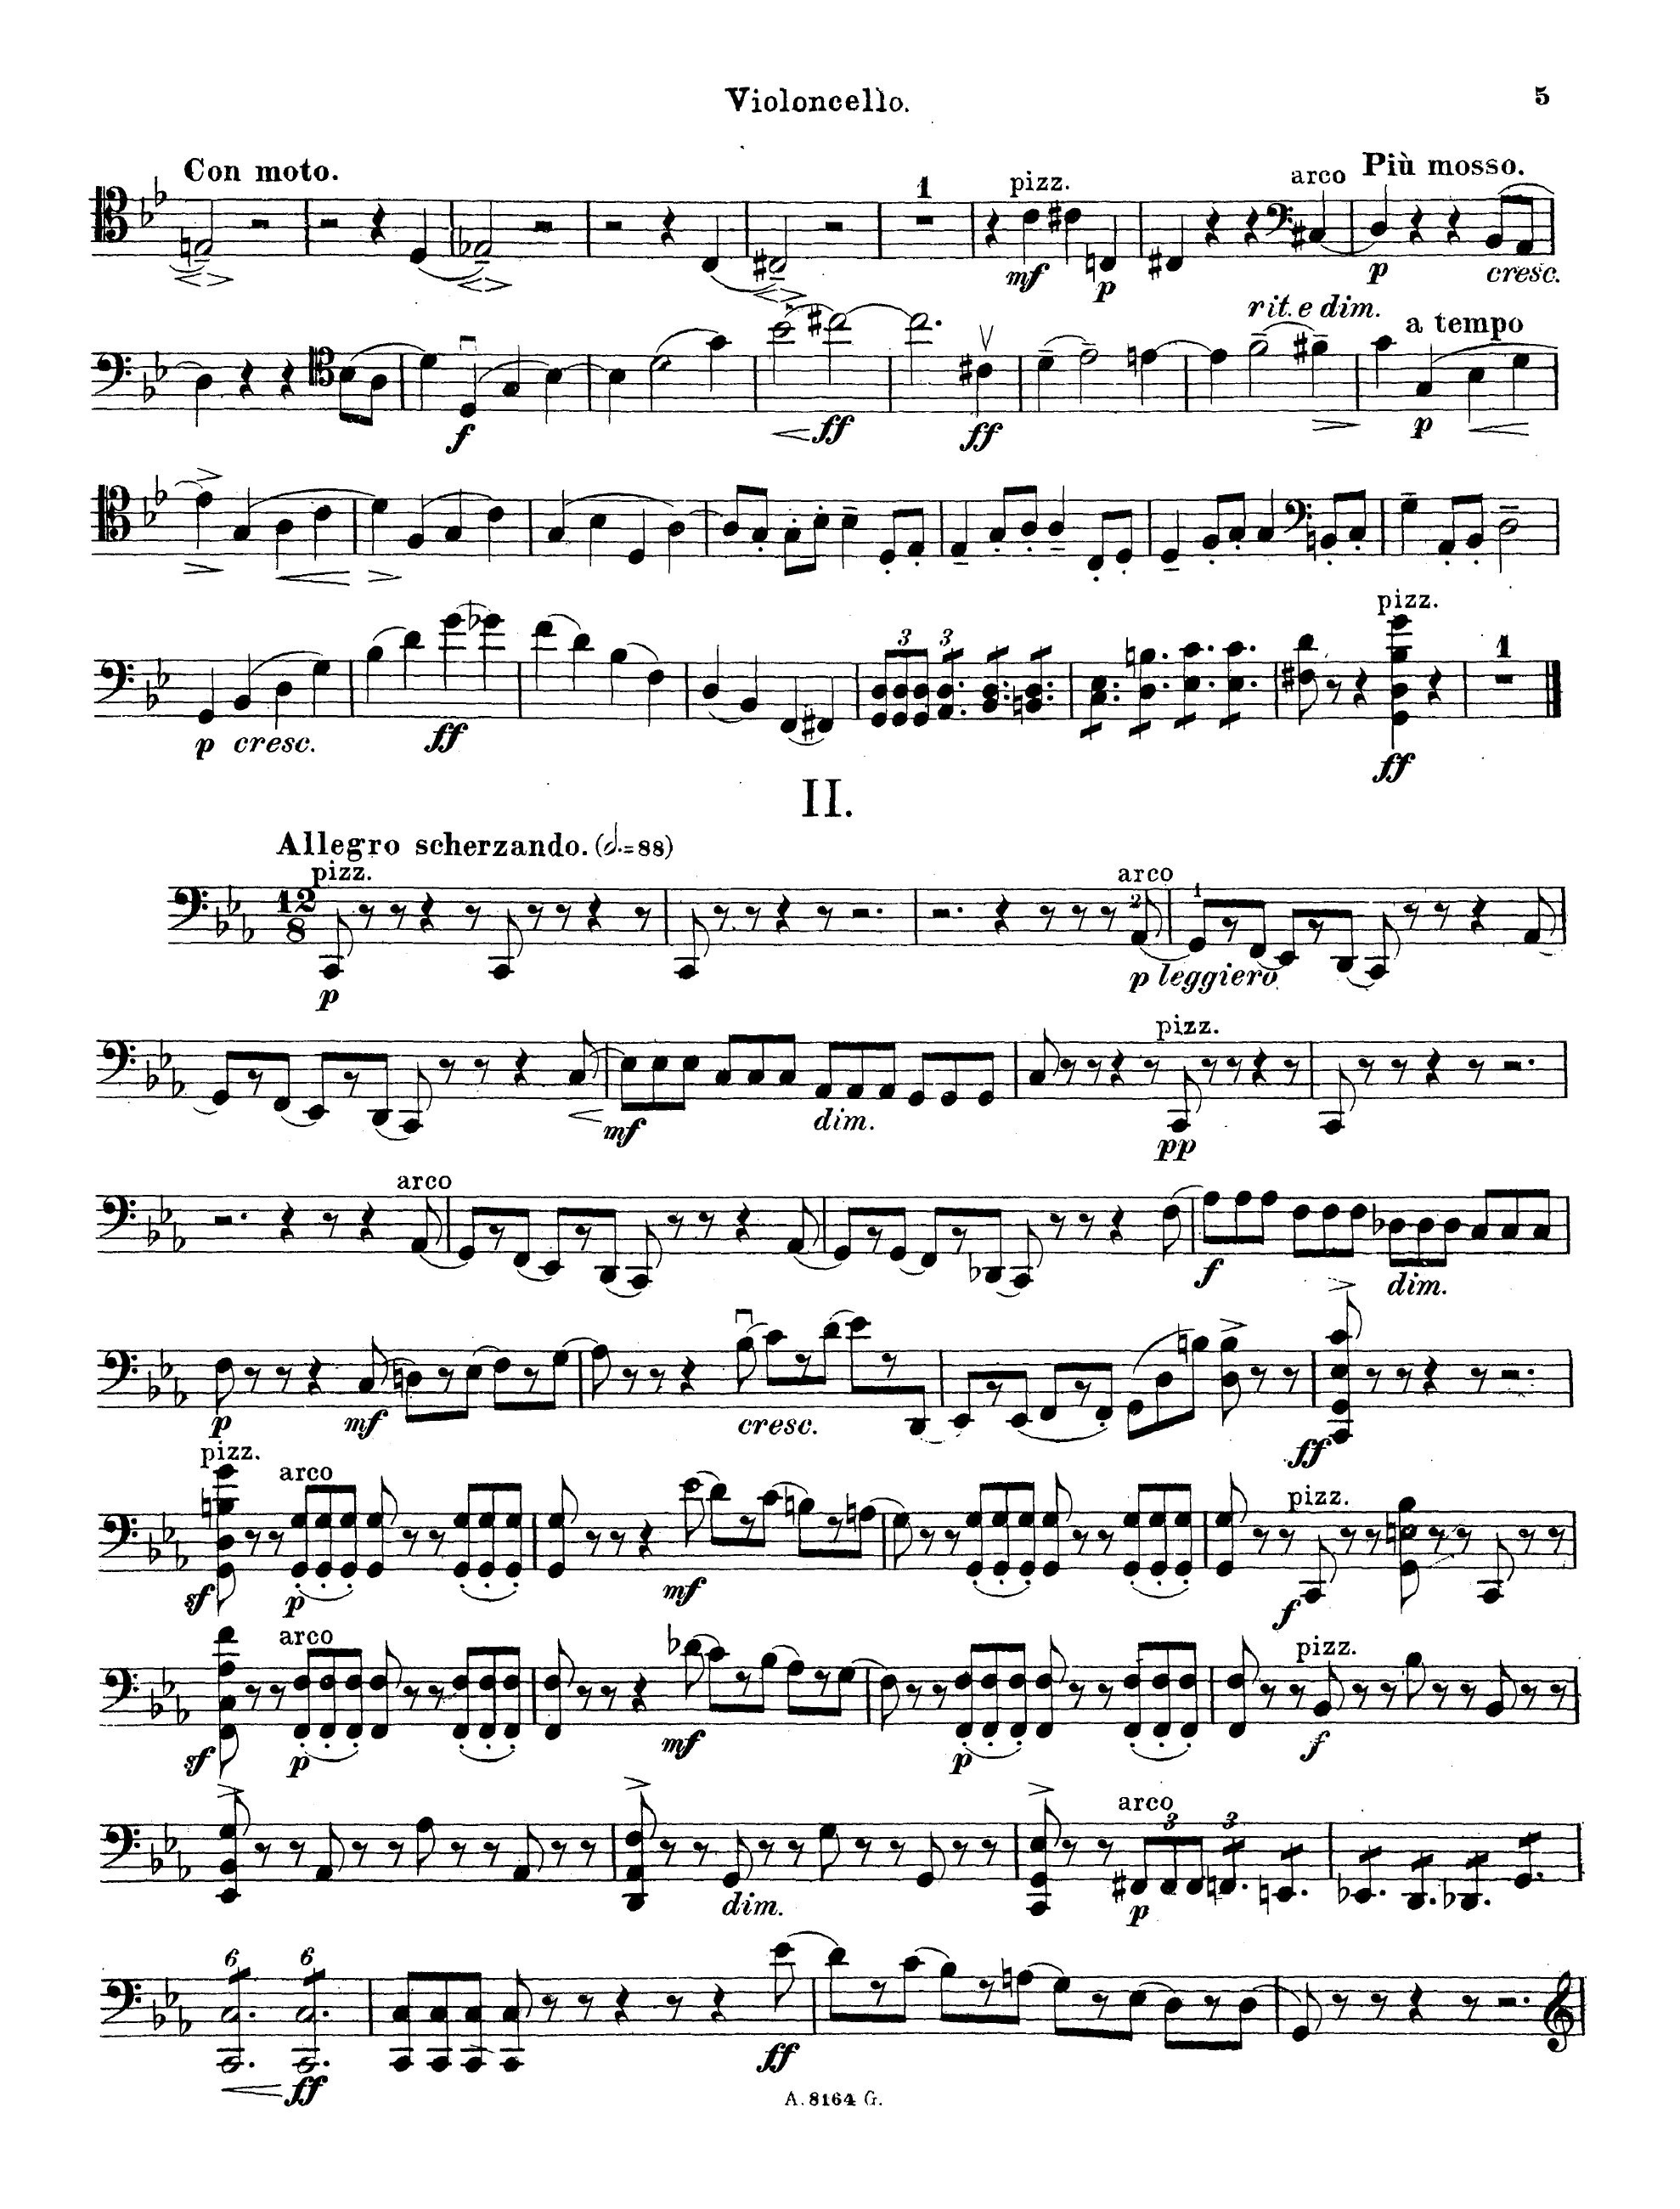 Violoncello.
5
Con moto.
1
pizz.
arco
Più mosso.
mf
p
p
cresc.
rit. e dim.
a tempo
f
ff
ff
p
pizz.
3
3
1
p cresc.
ff
ff
II.
Allegro scherzando. (𝅗𝅥.=88)
pizz.
arco
12
8
2
1
p
p leggiero
pizz.
mf
dim.
pp
arco
f
dim.
p
mf
cresc.
ff
pizz.
arco
pizz.
sf
p
mf
f
arco
pizz.
sf
p
mf
p
f
arco
3
3
dim.
p
6
6
ff
ff
A. 8164 G.